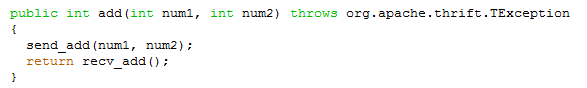 public int add(int num1, int num2) throws org.apache.thrift.TException
{
  send_add(num1, num2);
  return recv_add();
}